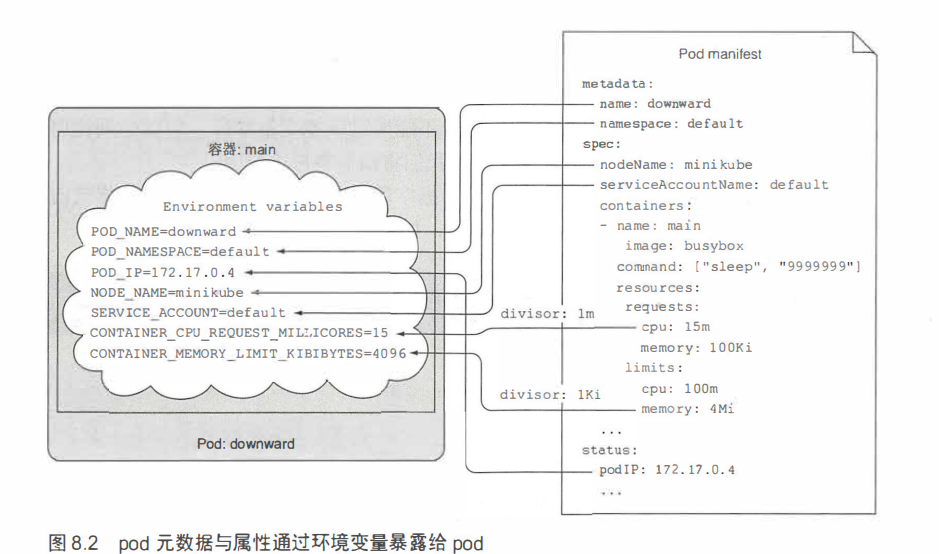 Pod manifest
metadata:
name: downward
namespace: default
spec:
nodeName: minikube
serviceAccountName: default
containers:
- name: main
image: busybox
command: ["sleep", "9999999"]
resources:
requests:
cpu: 15m
memory: 100Ki
limits:
cpu: 100m
memory: 4Mi
...
status:
podIP: 172.17.0.4
...
容器: main
Environment variables
POD_NAME=downward
POD_NAMESPACE=default
POD_IP=172.17.0.4
NODE_NAME=minikube
SERVICE_ACCOUNT=default
CONTAINER_CPU_REQUEST_MILLICORES=15
CONTAINER_MEMORY_LIMIT_KIBIBYTES=4096
divisor: 1m
divisor: 1Ki
Pod: downward
图 8.2 pod 元数据与属性通过环境变量暴露给 pod